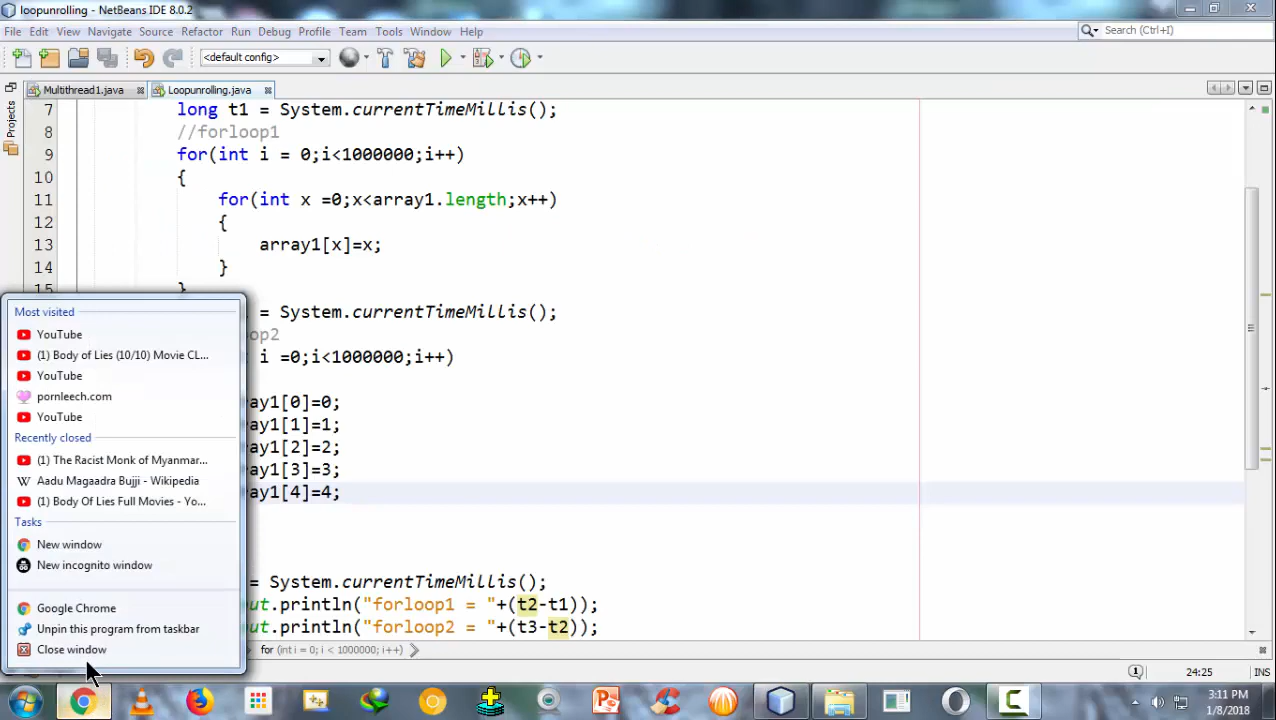 loopunrolling - NetBeans IDE 8.0.2
File Edit View Navigate Source Refactor Run Debug Profile Team Tools Window Help
Search (Ctrl+I)
<default config>
Multithread1.java Loopunrolling.java
Projects
7 long t1 = System.currentTimeMillis();
8 //forloop1
9 for(int i = 0;i<1000000;i++)
10 {
11 for(int x =0;x<array1.length;x++)
12 {
13 array1[x]=x;
14 }
15 }
= System.currentTimeMillis();
op2
i =0;i<1000000;i++)
ay1[0]=0;
ay1[1]=1;
ay1[2]=2;
ay1[3]=3;
ay1[4]=4;
= System.currentTimeMillis();
ut.println("forloop1 = "+(t2-t1));
ut.println("forloop2 = "+(t3-t2));
Most visited
YouTube
(1) Body of Lies (10/10) Movie CL...
YouTube
pornleech.com
YouTube
Recently closed
(1) The Racist Monk of Myanmar...
Aadu Magaadra Bujji - Wikipedia
(1) Body Of Lies Full Movies - Yo...
Tasks
New window
New incognito window
Google Chrome
Unpin this program from taskbar
Close window
for (int i = 0; i < 1000000; i++)
1 24:25 INS
3:11 PM
1/8/2018